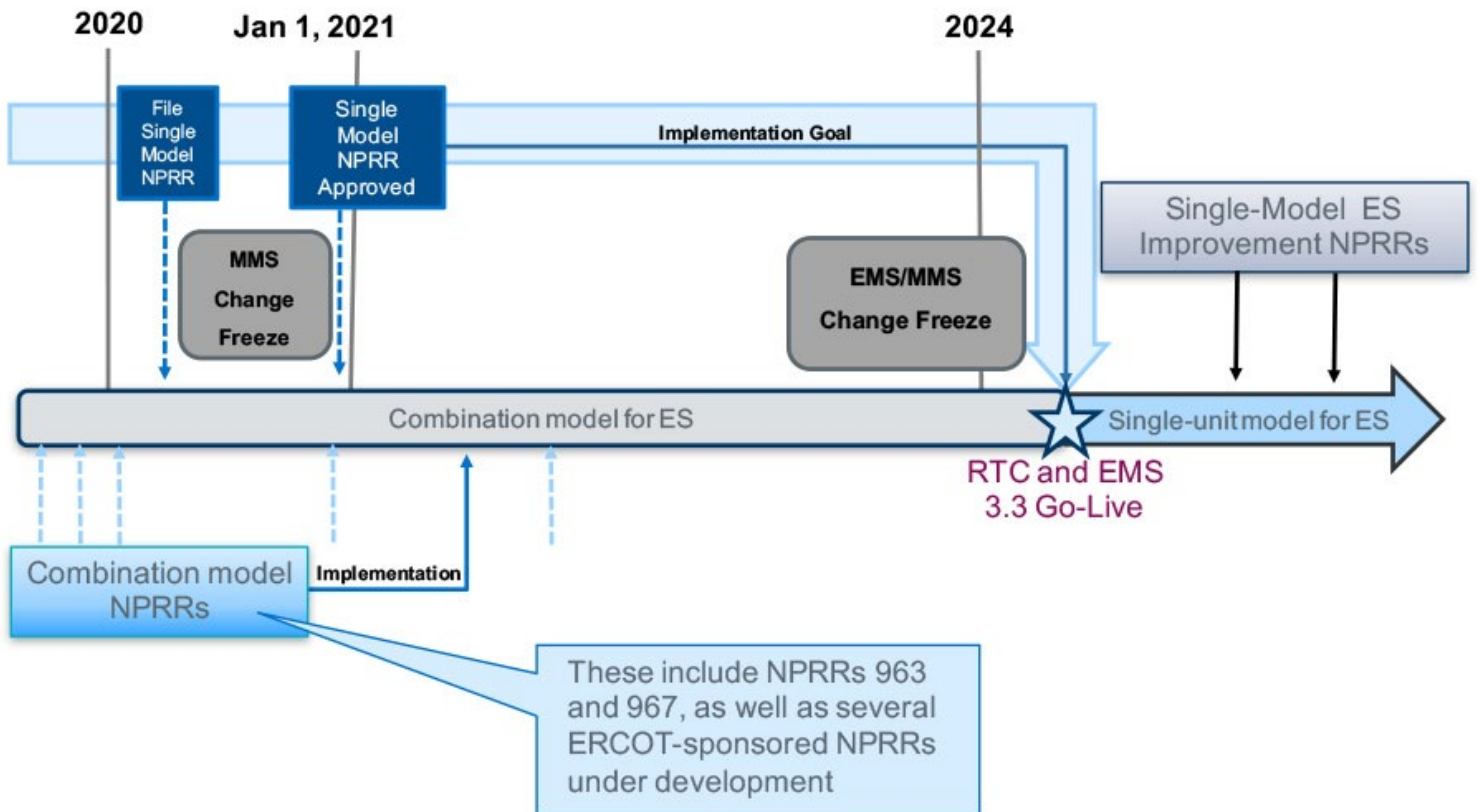 2020
Jan 1, 2021
2024
File
Single
Model
NPRR
Single
Model
NPRR
Approved
Implementation Goal
MMS
Change
Freeze
EMS/MMS
Change Freeze
Single-Model ES
Improvement NPRRs
Combination model for ES
Single-unit model for ES
RTC and EMS
3.3 Go-Live
Combination model
NPRRs
Implementation
These include NPRRs 963
and 967, as well as several
ERCOT-sponsored NPRRs
under development